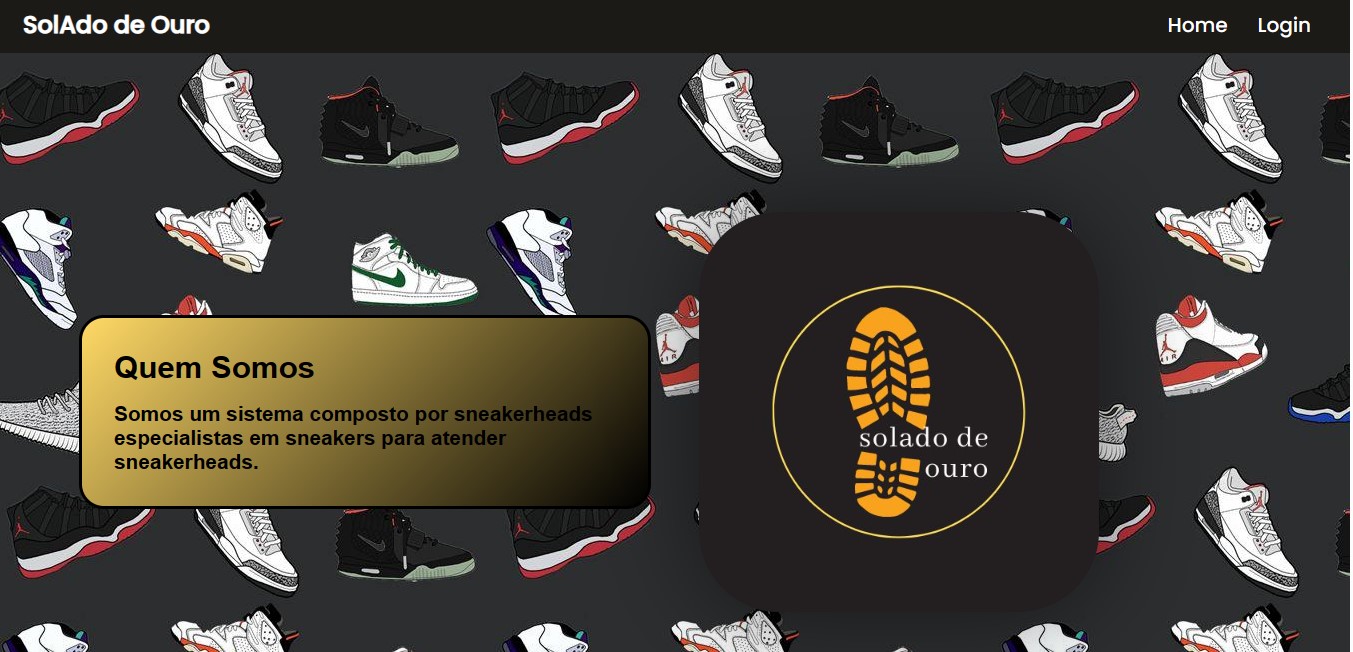 SolAdo de Ouro
Home
Login
Quem Somos
Somos um sistema composto por sneakerheads
especialistas em sneakers para atender
sneakerheads.
solado de
ouro